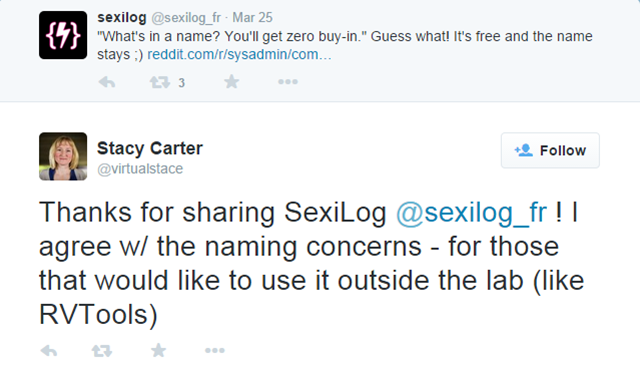 sexilog @sexilog_fr · Mar 25
"What's in a name? You'll get zero buy-in." Guess what! It's free and the name
stays ;) reddit.com/r/sysadmin/com…
3
Stacy Carter
@virtualstace
Follow
Thanks for sharing SexiLog @sexilog_fr ! I
agree w/ the naming concerns - for those
that would like to use it outside the lab (like
RVTools)